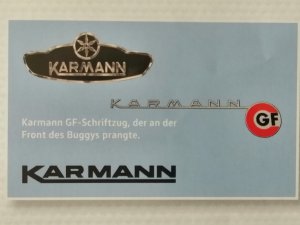 KARMANN
KARMANN
GF
Karmann GF-Schriftzug, der an der
Front des Buggys prangte.
KARMANN